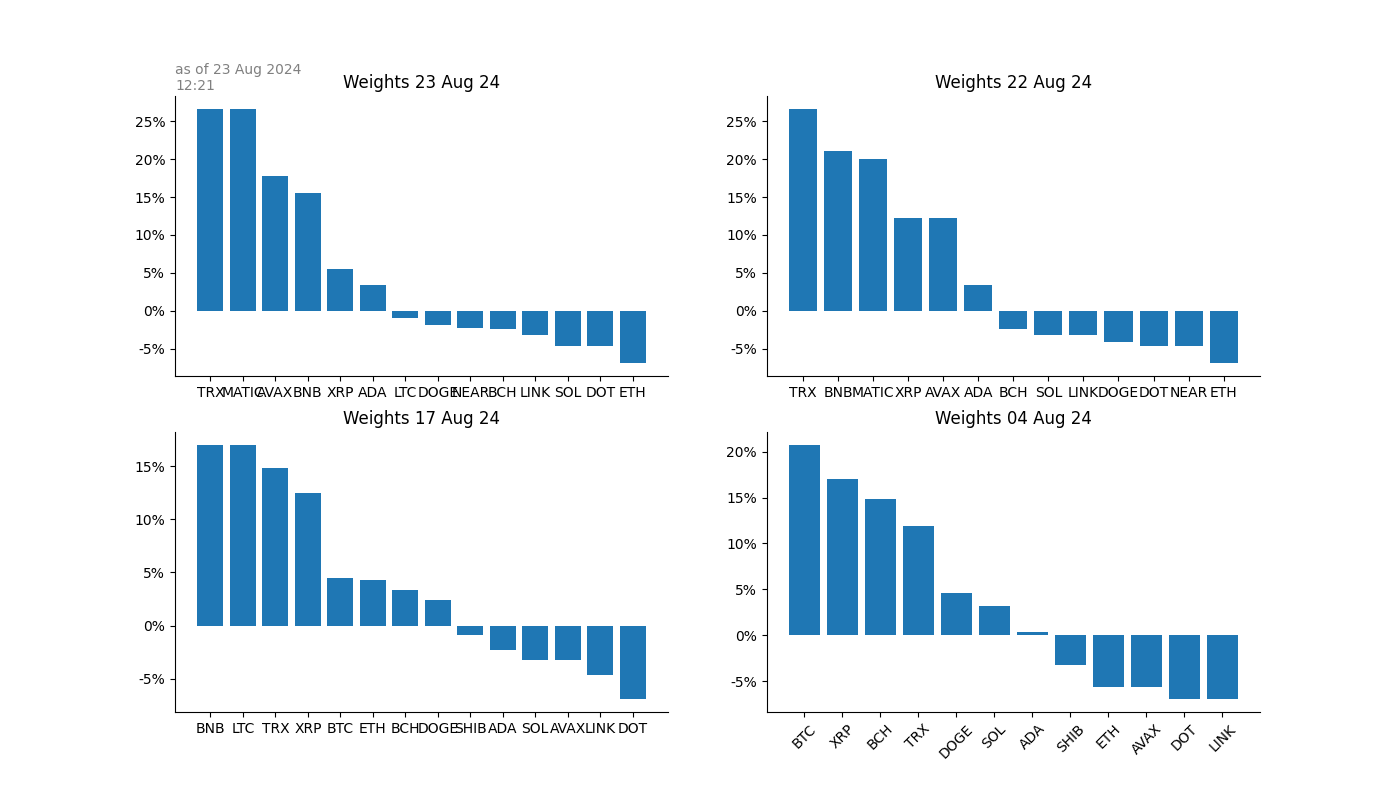 as of 23 Aug 2024
12:21
Weights 23 Aug 24
25%
20%
15%
10%
5%
0%
-5%
TRX MATIC AVAX BNB XRP ADA LTC DOGE NEAR BCH LINK SOL DOT ETH
Weights 22 Aug 24
25%
20%
15%
10%
5%
0%
-5%
TRX BNB MATIC XRP AVAX ADA BCH SOL LINK DOGE DOT NEAR ETH
Weights 17 Aug 24
15%
10%
5%
0%
-5%
BNB LTC TRX XRP BTC ETH BCH DOGE SHIB ADA SOL AVAX LINK DOT
Weights 04 Aug 24
20%
15%
10%
5%
0%
-5%
BTC XRP BCH TRX DOGE SOL ADA SHIB ETH AVAX DOT LINK